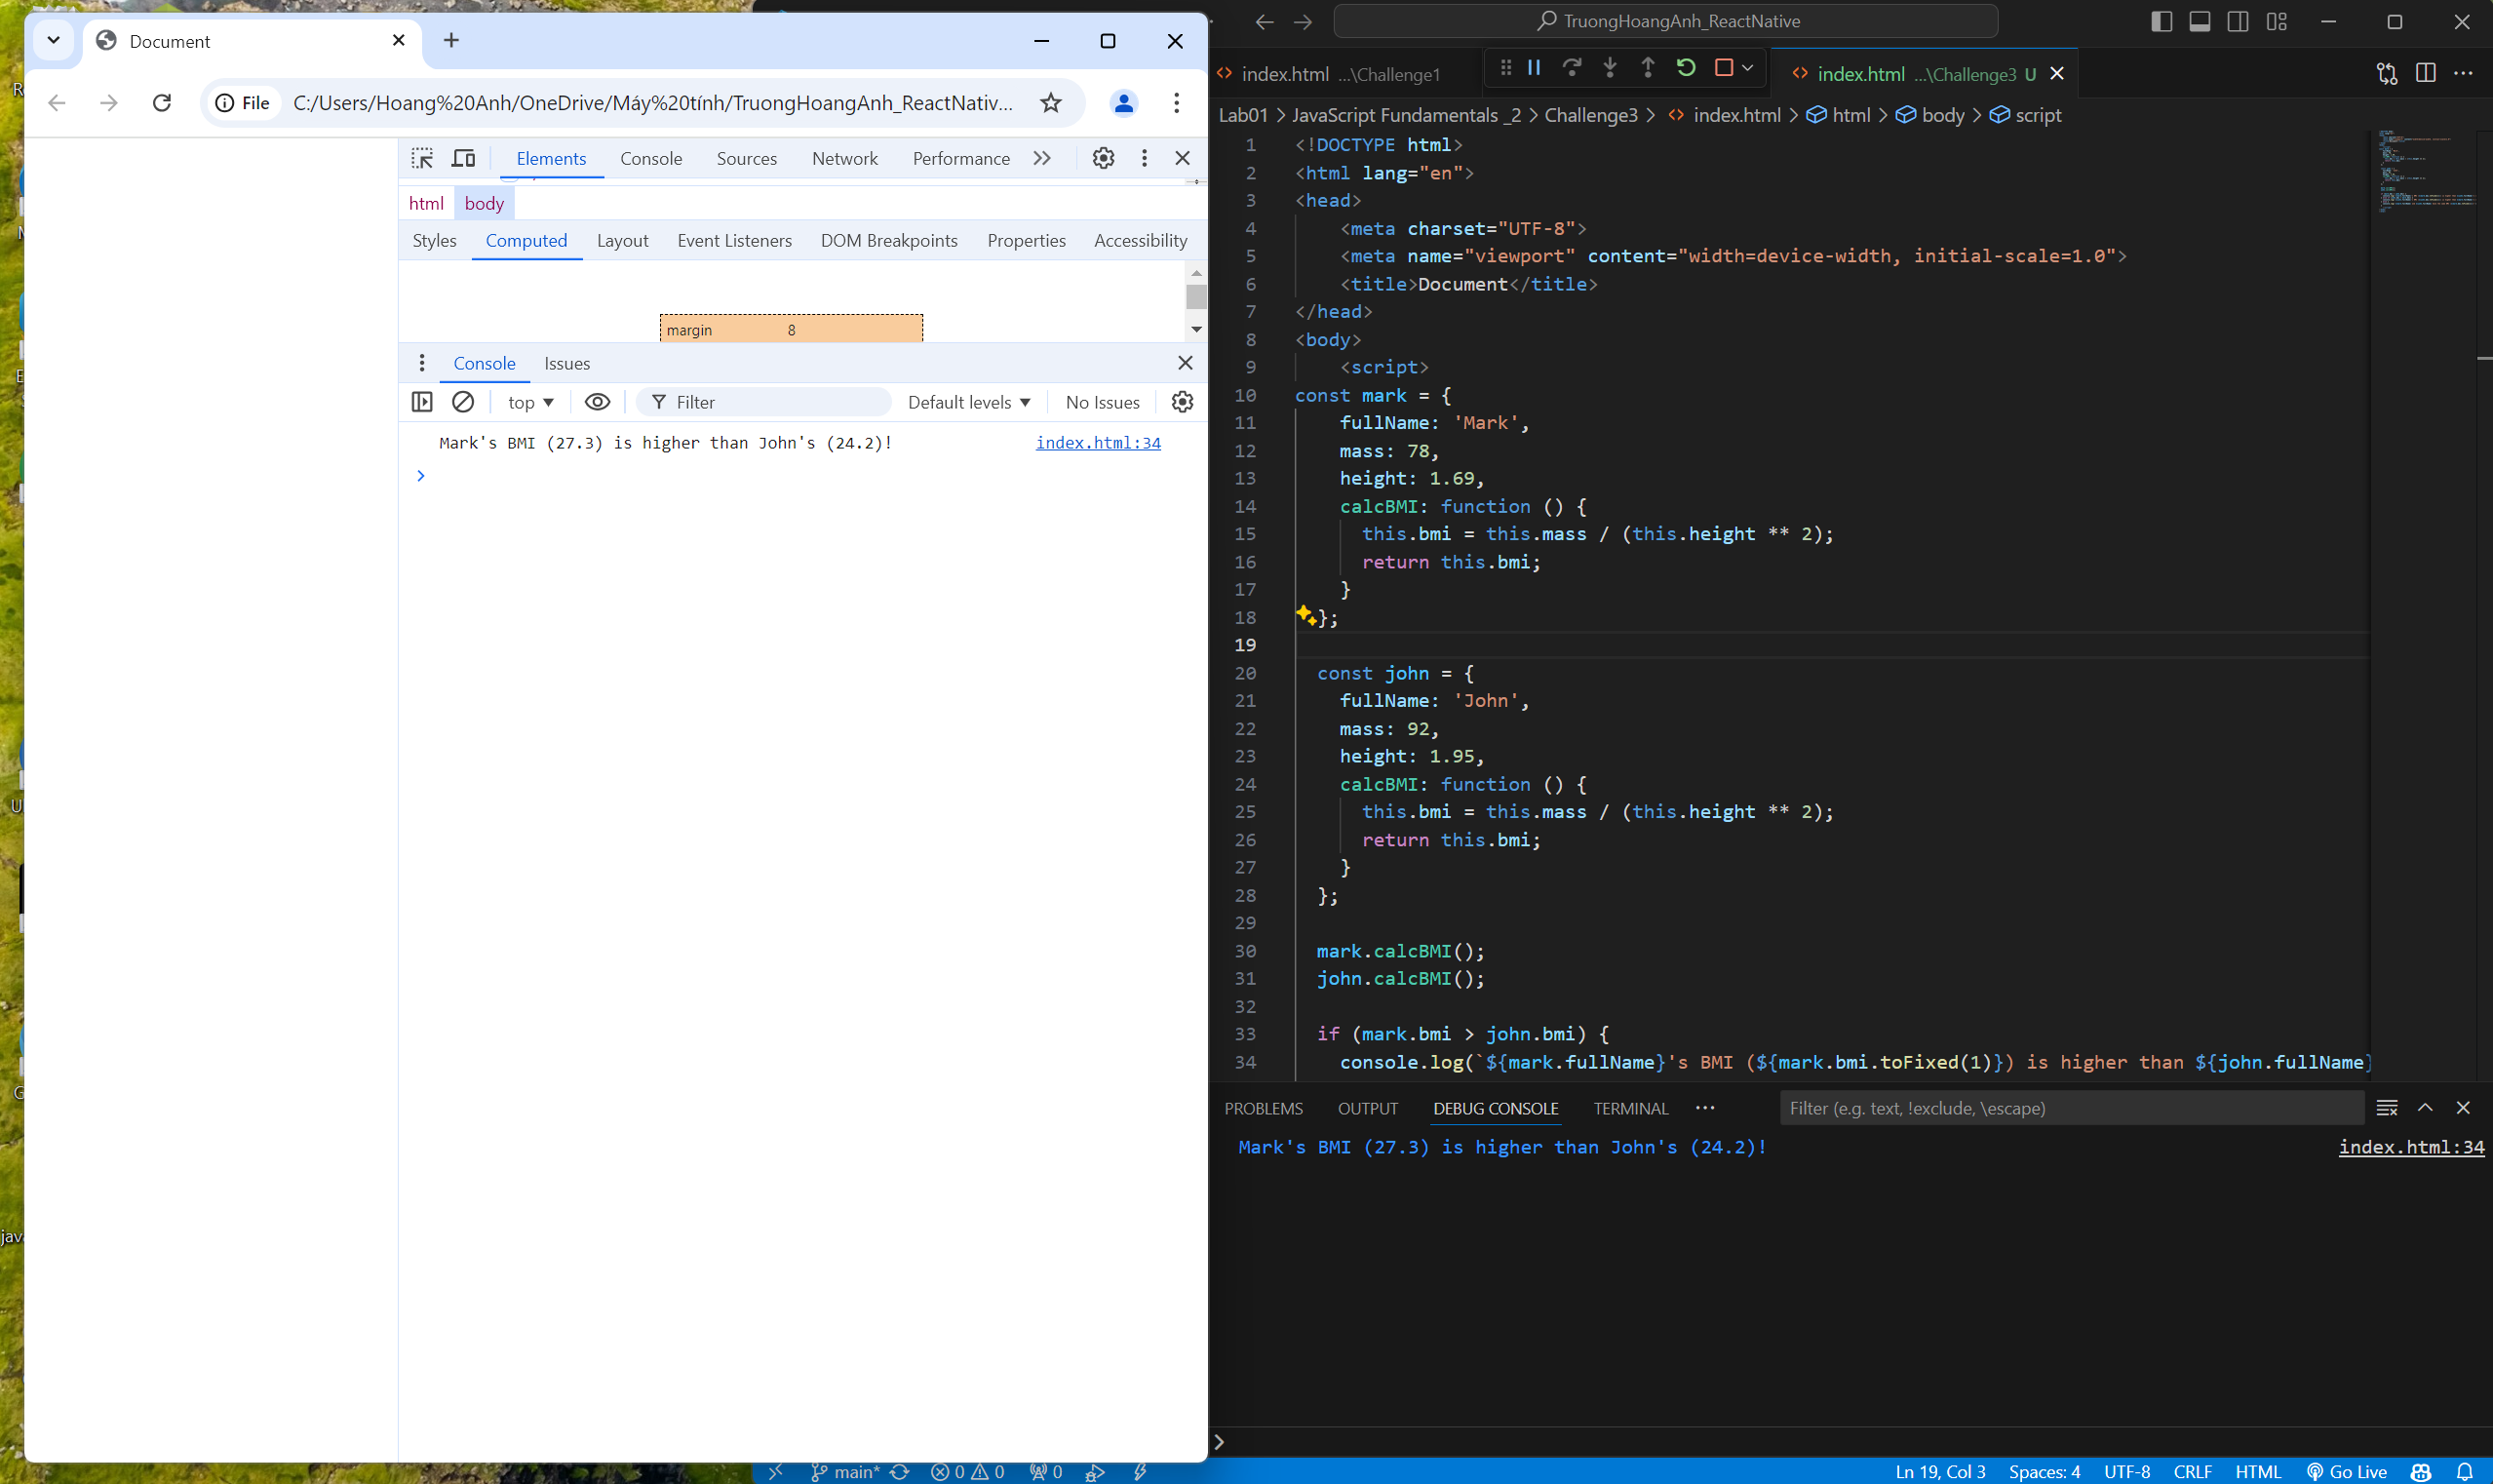 Document
File
C:/Users/Hoang%20Anh/OneDrive/Máy%20tính/TruongHoangAnh_ReactNativ...
Elements Console Sources Network Performance
html body
Styles Computed Layout Event Listeners DOM Breakpoints Properties Accessibility
margin 8
Console Issues
top Filter Default levels No Issues
Mark's BMI (27.3) is higher than John's (24.2)! index.html:34
>
TruongHoangAnh_ReactNative
index.html ...\Challenge1 index.html ...\Challenge3 U
Lab01 > JavaScript Fundamentals _2 > Challenge3 > index.html > html > body > script
1 <!DOCTYPE html>
2 <html lang="en">
3 <head>
4 <meta charset="UTF-8">
5 <meta name="viewport" content="width=device-width, initial-scale=1.0">
6 <title>Document</title>
7 </head>
8 <body>
9 <script>
10 const mark = {
11 fullName: 'Mark',
12 mass: 78,
13 height: 1.69,
14 calcBMI: function () {
15 this.bmi = this.mass / (this.height ** 2);
16 return this.bmi;
17 }
18 };
19
20 const john = {
21 fullName: 'John',
22 mass: 92,
23 height: 1.95,
24 calcBMI: function () {
25 this.bmi = this.mass / (this.height ** 2);
26 return this.bmi;
27 }
28 };
29
30 mark.calcBMI();
31 john.calcBMI();
32
33 if (mark.bmi > john.bmi) {
34 console.log(`${mark.fullName}'s BMI (${mark.bmi.toFixed(1)}) is higher than ${john.fullName}
PROBLEMS OUTPUT DEBUG CONSOLE TERMINAL ... Filter (e.g. text, !exclude, \escape)
Mark's BMI (27.3) is higher than John's (24.2)! index.html:34
>
main* 0 0 0 Ln 19, Col 3 Spaces: 4 UTF-8 CRLF HTML Go Live